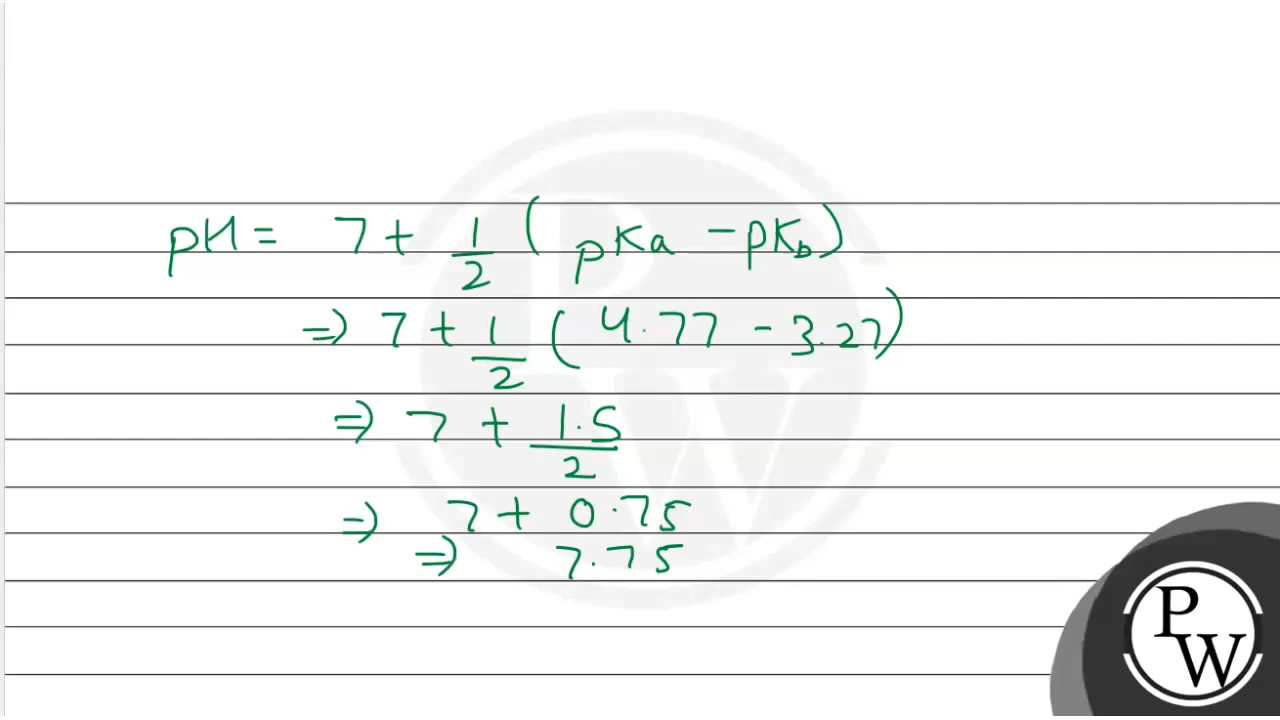 pH = 7 + 1/2 ( pKa - pKb)
⇒ 7 + 1/2 ( 4.77 - 3.27)
⇒ 7 + 1.5/2
⇒ 7 + 0.75
⇒ 7.75
PW
PW